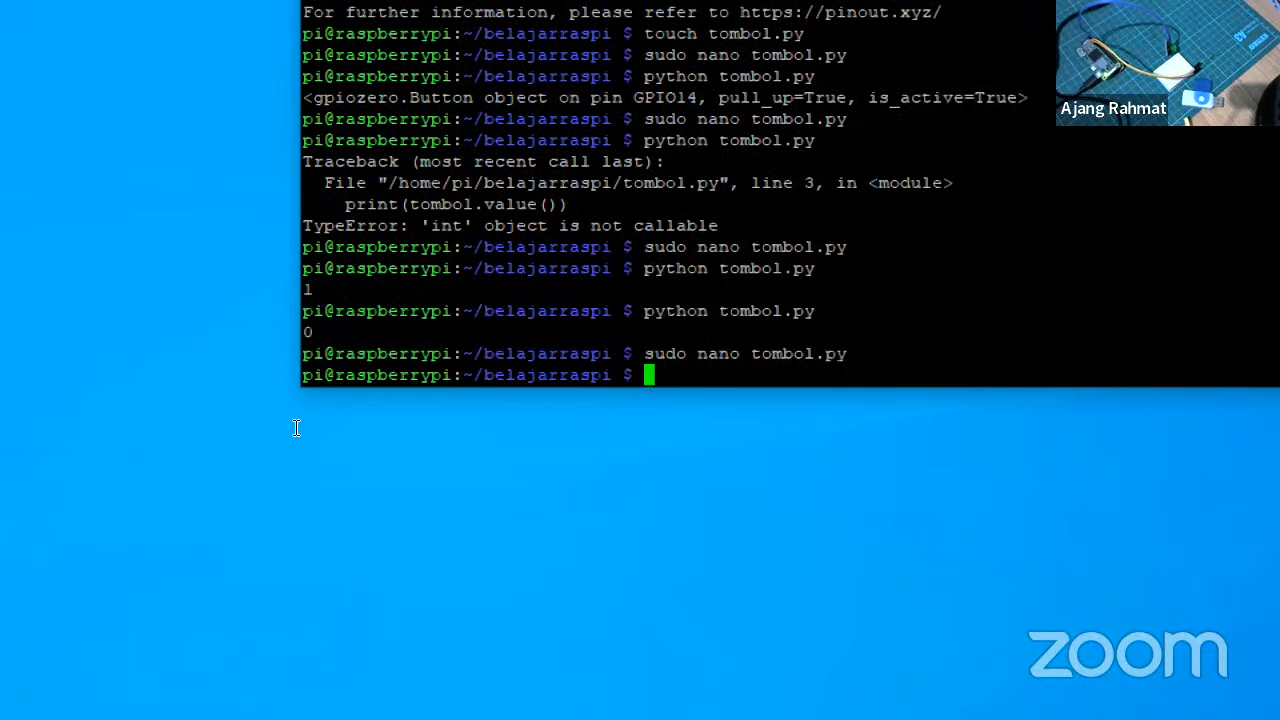 For further information, please refer to https://pinout.xyz/
pi@raspberrypi:~/belajarraspi $ touch tombol.py
pi@raspberrypi:~/belajarraspi $ sudo nano tombol.py
pi@raspberrypi:~/belajarraspi $ python tombol.py
<gpiozero.Button object on pin GPIO14, pull_up=True, is_active=True>
pi@raspberrypi:~/belajarraspi $ sudo nano tombol.py
pi@raspberrypi:~/belajarraspi $ python tombol.py
Traceback (most recent call last):
  File "/home/pi/belajarraspi/tombol.py", line 3, in <module>
    print(tombol.value())
TypeError: 'int' object is not callable
pi@raspberrypi:~/belajarraspi $ sudo nano tombol.py
pi@raspberrypi:~/belajarraspi $ python tombol.py
1
pi@raspberrypi:~/belajarraspi $ python tombol.py
0
pi@raspberrypi:~/belajarraspi $ sudo nano tombol.py
pi@raspberrypi:~/belajarraspi $
A3
Ajang Rahmat
zoom